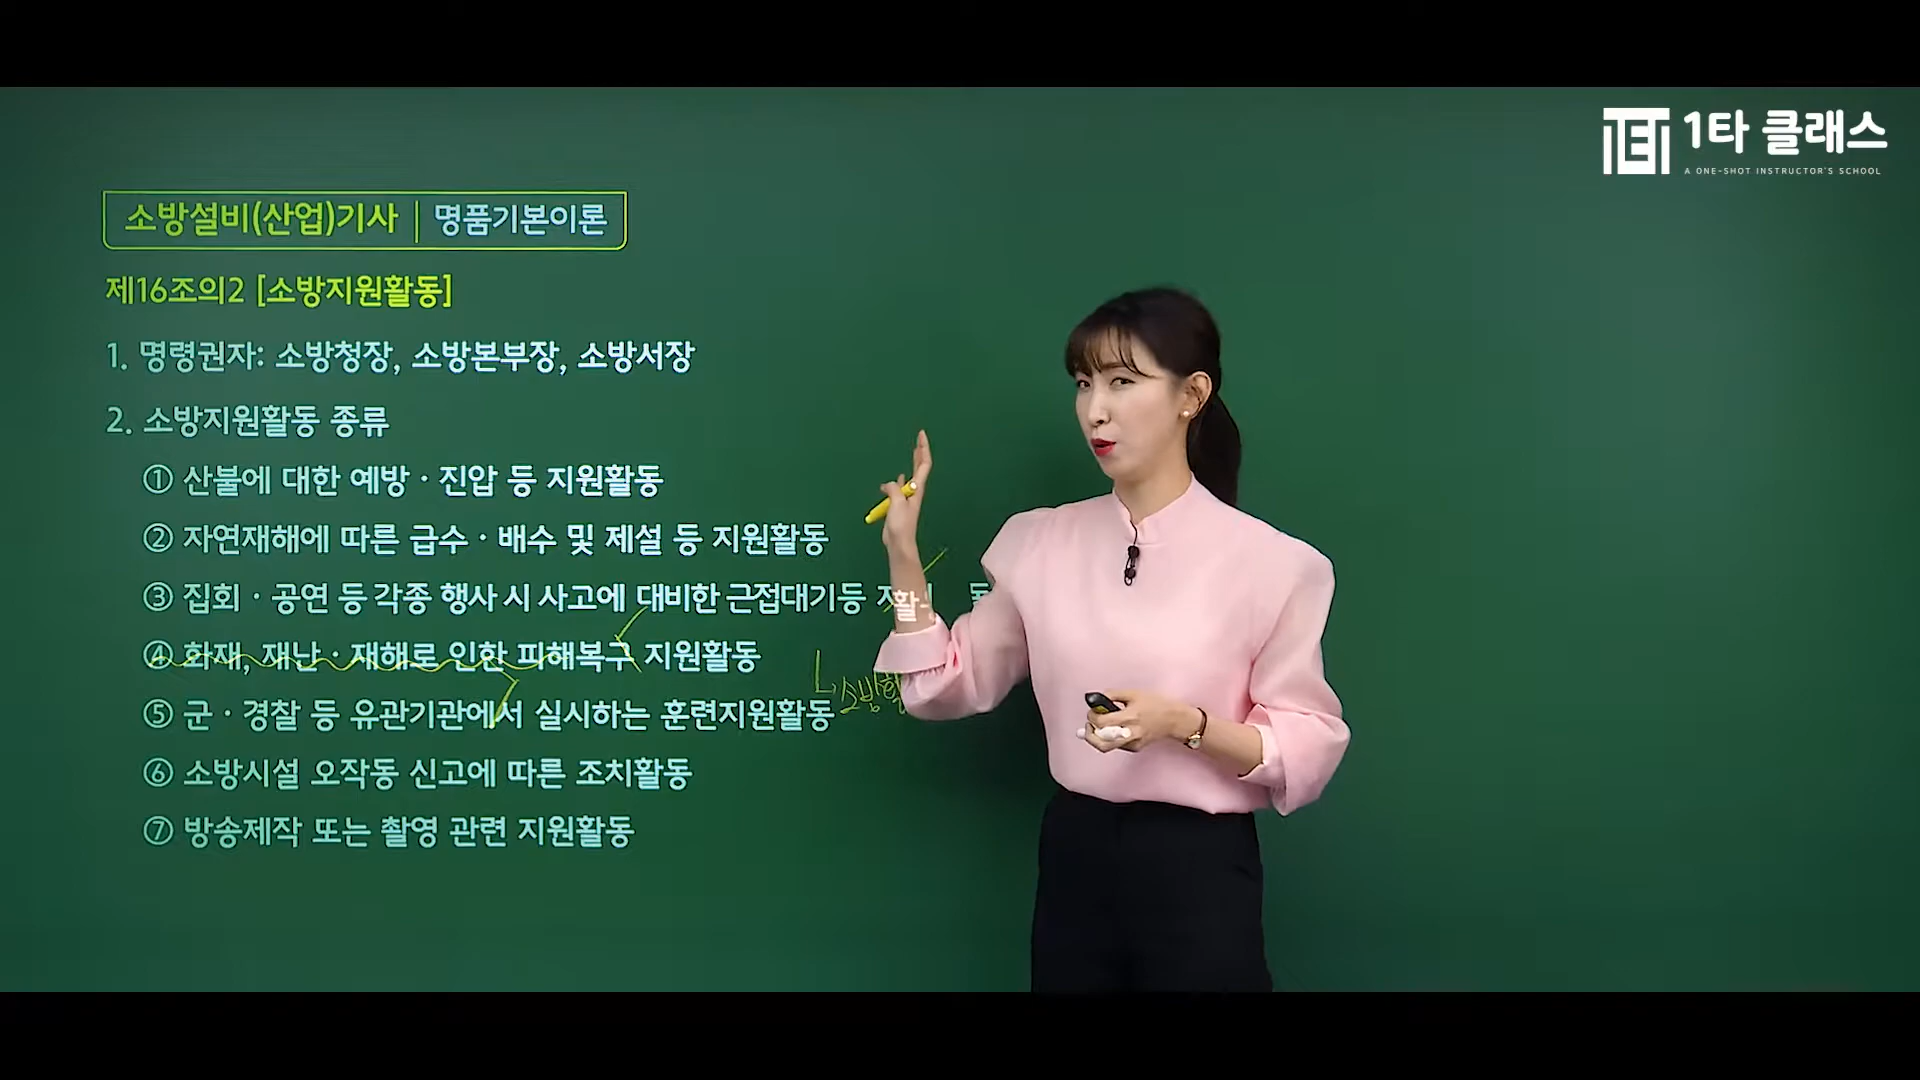 1타 클래스
A ONE-SHOT INSTRUCTOR'S SCHOOL
소방설비(산업)기사 | 명품기본이론
제16조의2 [소방지원활동]
1. 명령권자: 소방청장, 소방본부장, 소방서장
2. 소방지원활동 종류
① 산불에 대한 예방·진압 등 지원활동
② 자연재해에 따른 급수·배수 및 제설 등 지원활동
③ 집회·공연 등 각종 행사 시 사고에 대비한 근접대기등
④ 화재, 재난·재해로 인한 피해복구 지원활동
소방
⑤ 군·경찰 등 유관기관에서 실시하는 훈련지원활동
⑥ 소방시설 오작동 신고에 따른 조치활동
⑦ 방송제작 또는 촬영 관련 지원활동